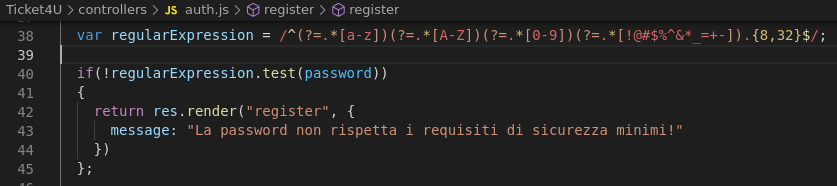 Ticket4U > controllers > JS auth.js > register > register
38 var regularExpression = /^(?=.*[a-z])(?=.*[A-Z])(?=.*[0-9])(?=.*[!@#$%^&*_=+-]).{8,32}$/;
39
40 if(!regularExpression.test(password))
41 {
42 return res.render("register", {
43 message: "La password non rispetta i requisiti di sicurezza minimi!"
44 })
45 };